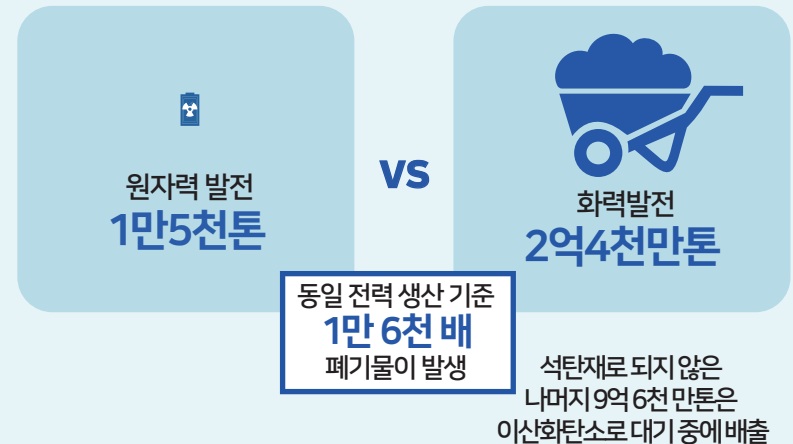 원자력 발전
1만5천톤
VS
화력발전
2억4천만톤
동일 전력 생산 기준
1만 6천 배
폐기물이 발생
석탄재로 되지 않은
나머지 9억 6천 만톤은
이산화탄소로 대기 중에 배출